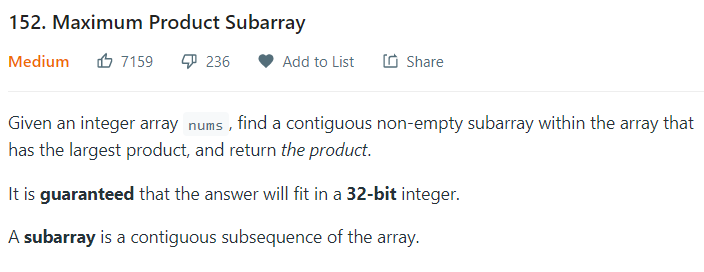 152. Maximum Product Subarray
Medium 7159 236 Add to List Share
Given an integer array nums , find a contiguous non-empty subarray within the array that
has the largest product, and return the product.
It is guaranteed that the answer will fit in a 32-bit integer.
A subarray is a contiguous subsequence of the array.